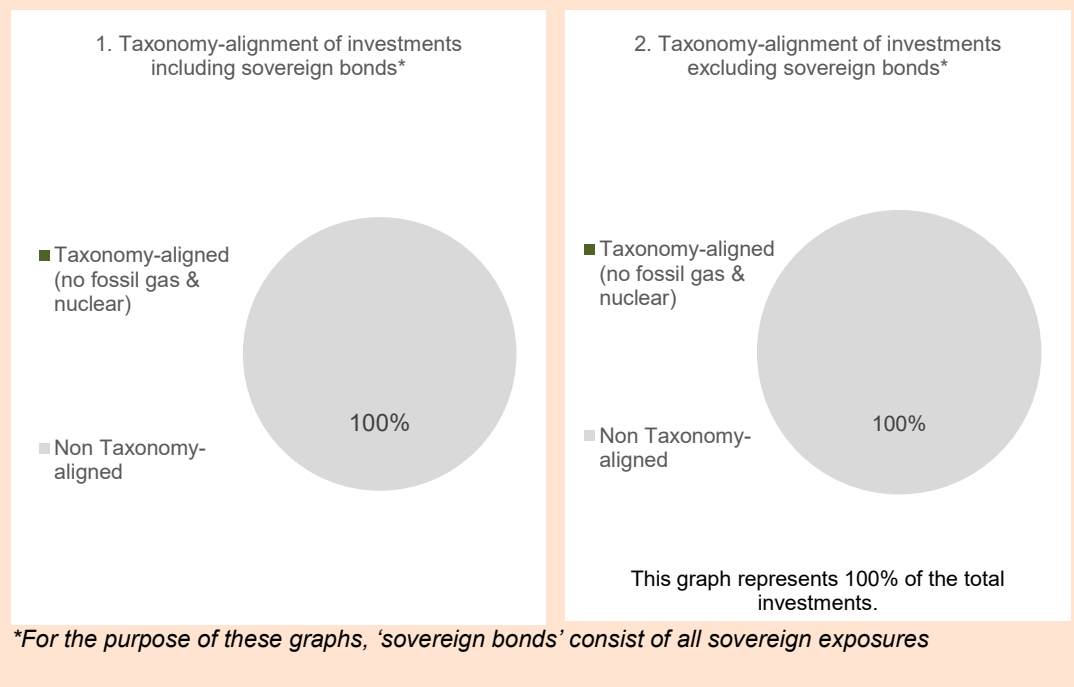 1. Taxonomy-alignment of investments
including sovereign bonds*
Taxonomy-aligned
(no fossil gas &
nuclear)
Non Taxonomy-
aligned
100%
2. Taxonomy-alignment of investments
excluding sovereign bonds*
Taxonomy-aligned
(no fossil gas &
nuclear)
Non Taxonomy-
aligned
100%
This graph represents 100% of the total
investments.
*For the purpose of these graphs, ‘sovereign bonds’ consist of all sovereign exposures